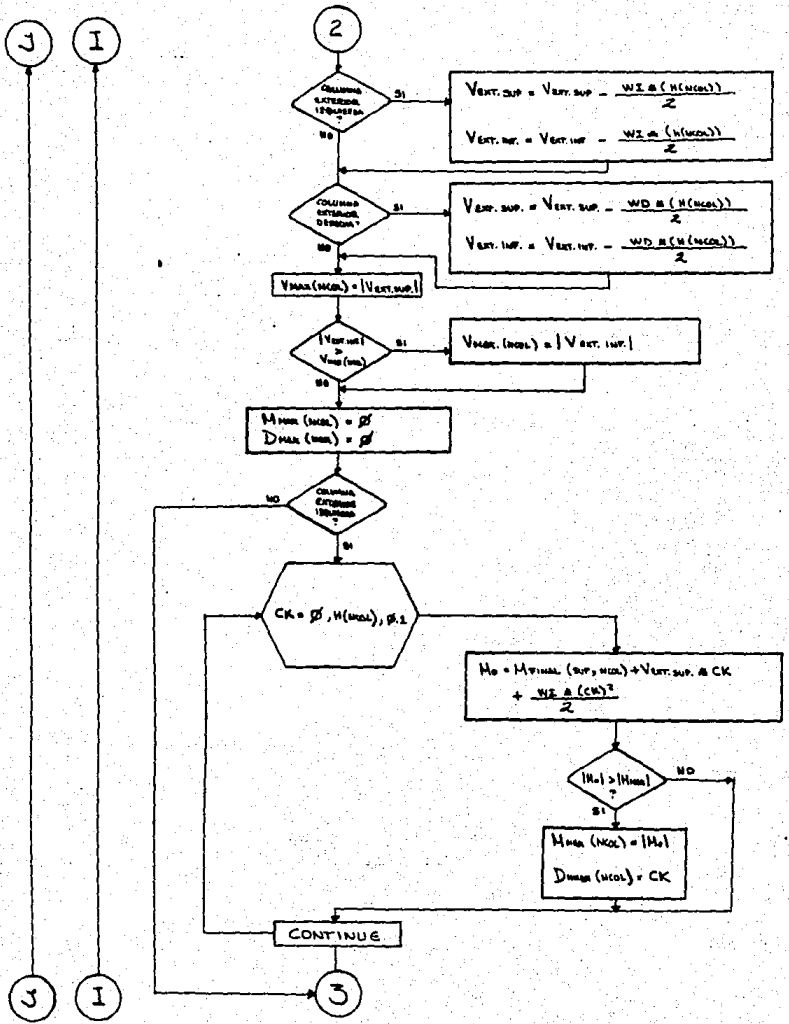 J
I
2
COLUMNA
EXTERIOR
IZQUIERDA
?
SI
NO
VEXT.SUP = VEXT.SUP - WI * (H(NCOL))
2
VEXT.INF. = VEXT.INF - WI * (H(NCOL))
2
COLUMNA
EXTERIOR
DERECHA?
SI
NO
VEXT.SUP. = VEXT.SUP. - WD * (H(NCOL))
2
VEXT.INF. = VEXT.INF. - WD * (H(NCOL))
2
VMAX(NCOL) = |VEXT.SUP.|
|VEXT.INF|
>
VMAX(NCOL)
SI
NO
VMAX.(NCOL) = |VEXT.INF.|
MMAX (NCOL) = Ø
DMAX (NCOL) = Ø
COLUMNA
EXTERIOR
IZQUIERDA
?
NO
SI
CK = Ø, H(NCOL), Ø.1
Mo = MFINAL (SUP, NCOL) + VEXT.SUP. * CK
+ WI * (CK)²
2
|Mo| > |MMAX|
?
NO
SI
MMAX (NCOL) = |Mo|
DMAX (NCOL) = CK
CONTINUE
J
I
3